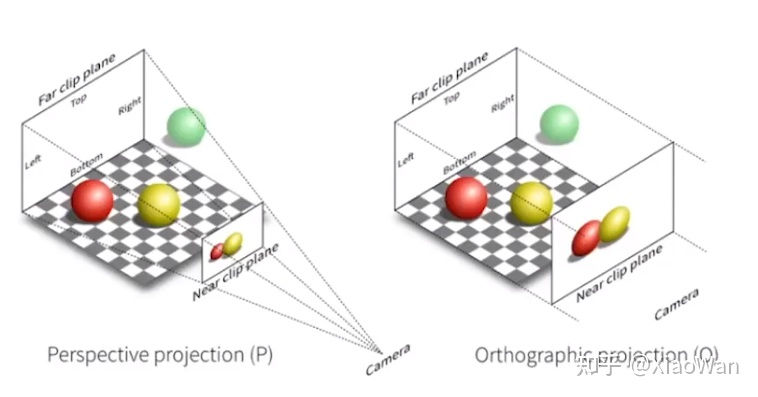 Far clip plane
Top
Right
Left
Bottom
Near clip plane
Camera
Perspective projection (P)
Far clip plane
Top
Right
Left
Bottom
Near clip plane
Camera
Orthographic projection (O)
知乎 @XiaoWan